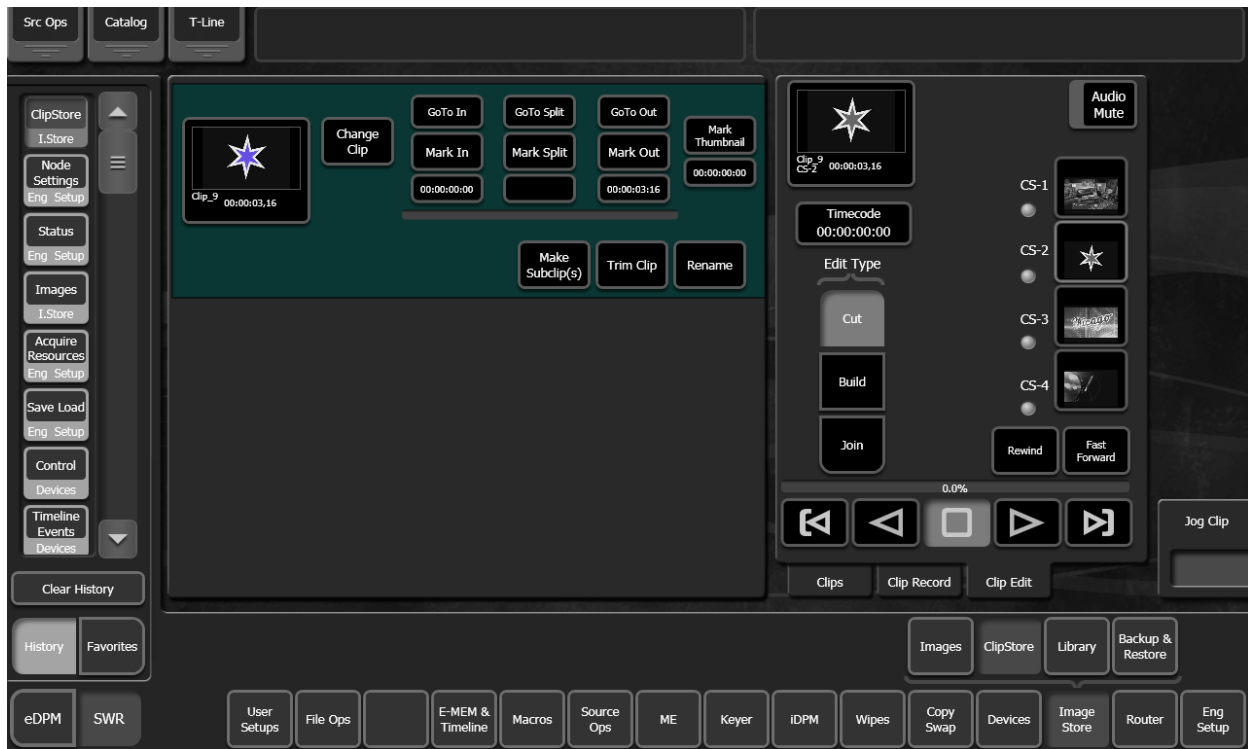 Src Ops
Catalog
T-Line
ClipStore
I.Store
Node
Settings
Eng Setup
Status
Eng Setup
Images
I.Store
Acquire
Resources
Eng Setup
Save Load
Eng Setup
Control
Devices
Timeline
Events
Devices
Clear History
History
Favorites
Clip_9 00:00:03,16
Change
Clip
GoTo In
GoTo Split
GoTo Out
Mark In
Mark Split
Mark Out
Mark
Thumbnail
00:00:00:00
00:00:03:16
00:00:00:00
Make
Subclip(s)
Trim Clip
Rename
Clip_9
CS-2 00:00:03,16
Audio
Mute
Timecode
00:00:00:00
Edit Type
Cut
Build
Join
CS-1
CS-2
CS-3
Chicago
CS-4
Rewind
Fast
Forward
0.0%
Jog Clip
Clips
Clip Record
Clip Edit
Images
ClipStore
Library
Backup &
Restore
eDPM
SWR
User
Setups
File Ops
E-MEM &
Timeline
Macros
Source
Ops
ME
Keyer
iDPM
Wipes
Copy
Swap
Devices
Image
Store
Router
Eng
Setup